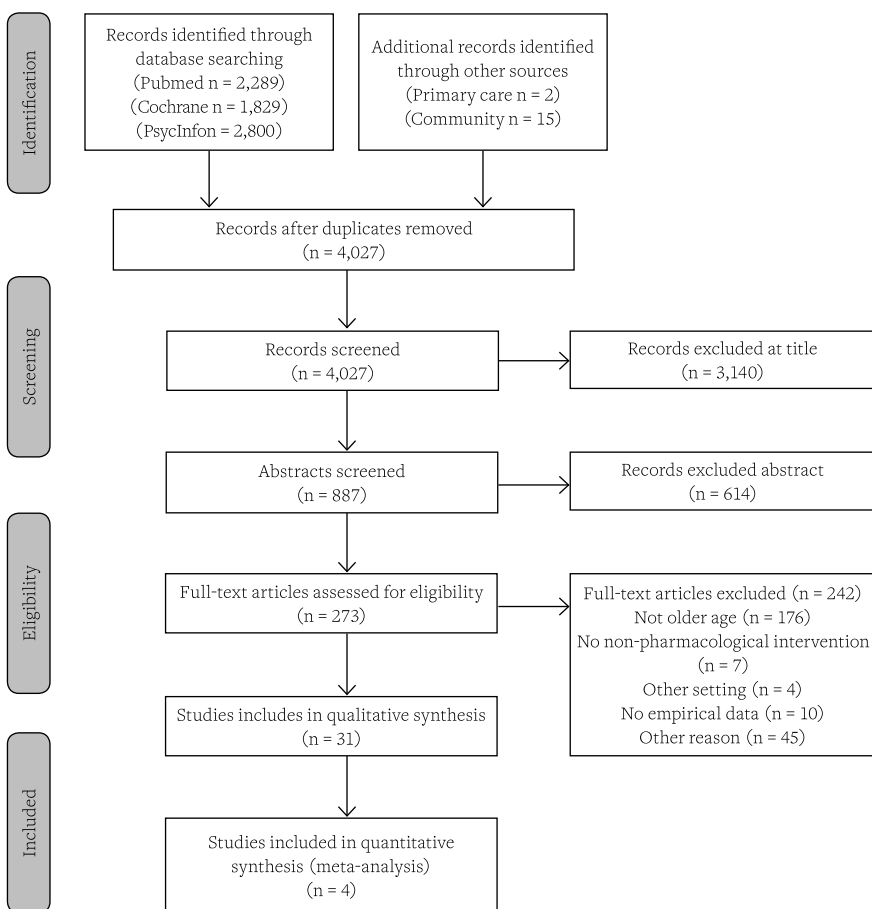 Identification
Records identified through
database searching
(Pubmed n = 2,289)
(Cochrane n = 1,829)
(PsycInfon = 2,800)
Additional records identified
through other sources
(Primary care n = 2)
(Community n = 15)
Records after duplicates removed
(n = 4,027)
Screening
Records screened
(n = 4,027)
Records excluded at title
(n = 3,140)
Abstracts screened
(n = 887)
Records excluded abstract
(n = 614)
Eligibility
Full-text articles assessed for eligibility
(n = 273)
Full-text articles excluded (n = 242)
Not older age (n = 176)
No non-pharmacological intervention
(n = 7)
Other setting (n = 4)
No empirical data (n = 10)
Other reason (n = 45)
Studies includes in qualitative synthesis
(n = 31)
Included
Studies included in quantitative
synthesis (meta-analysis)
(n = 4)